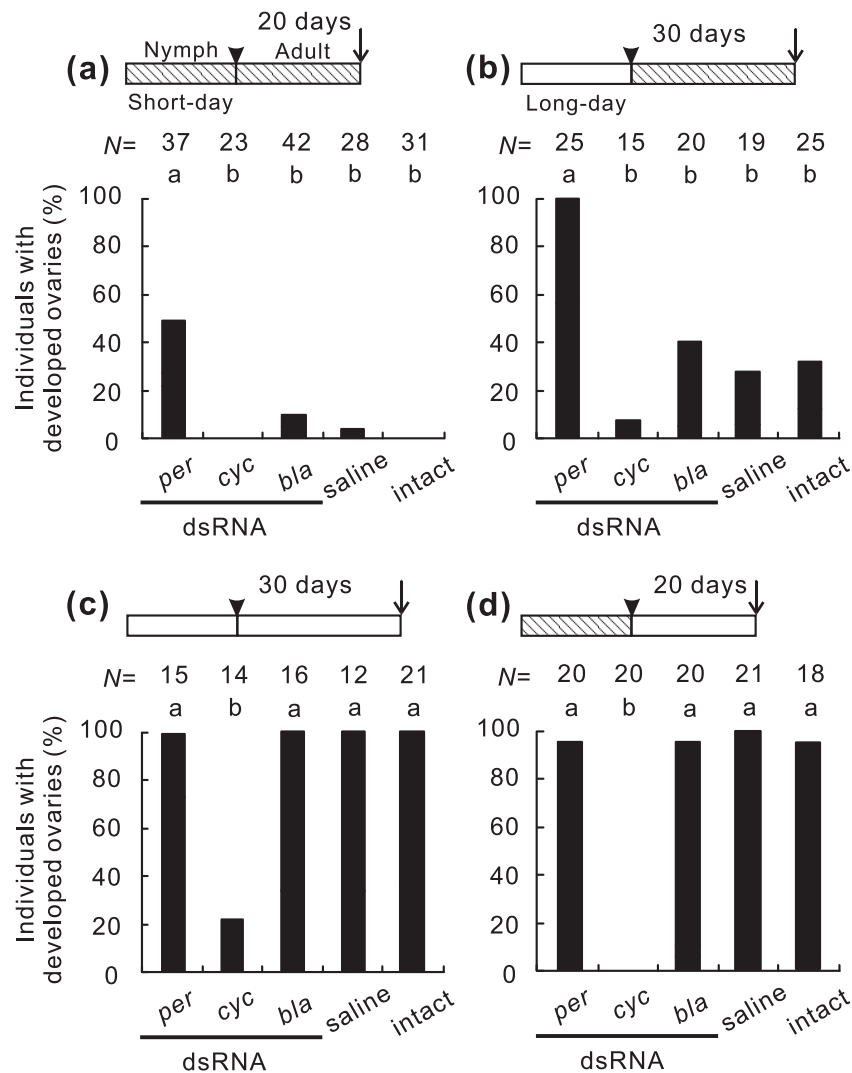 (a)
20 days
Nymph Adult
Short-day
N= 37 23 42 28 31
a b b b b
Individuals with
developed ovaries (%)
100
80
60
40
20
0
per cyc bla saline intact
dsRNA
(b)
30 days
Long-day
N= 25 15 20 19 25
a b b b b
100
80
60
40
20
0
per cyc bla saline intact
dsRNA
(c)
30 days
N= 15 14 16 12 21
a b a a a
Individuals with
developed ovaries (%)
100
80
60
40
20
0
per cyc bla saline intact
dsRNA
(d)
20 days
N= 20 20 20 21 18
a b a a a
100
80
60
40
20
0
per cyc bla saline intact
dsRNA